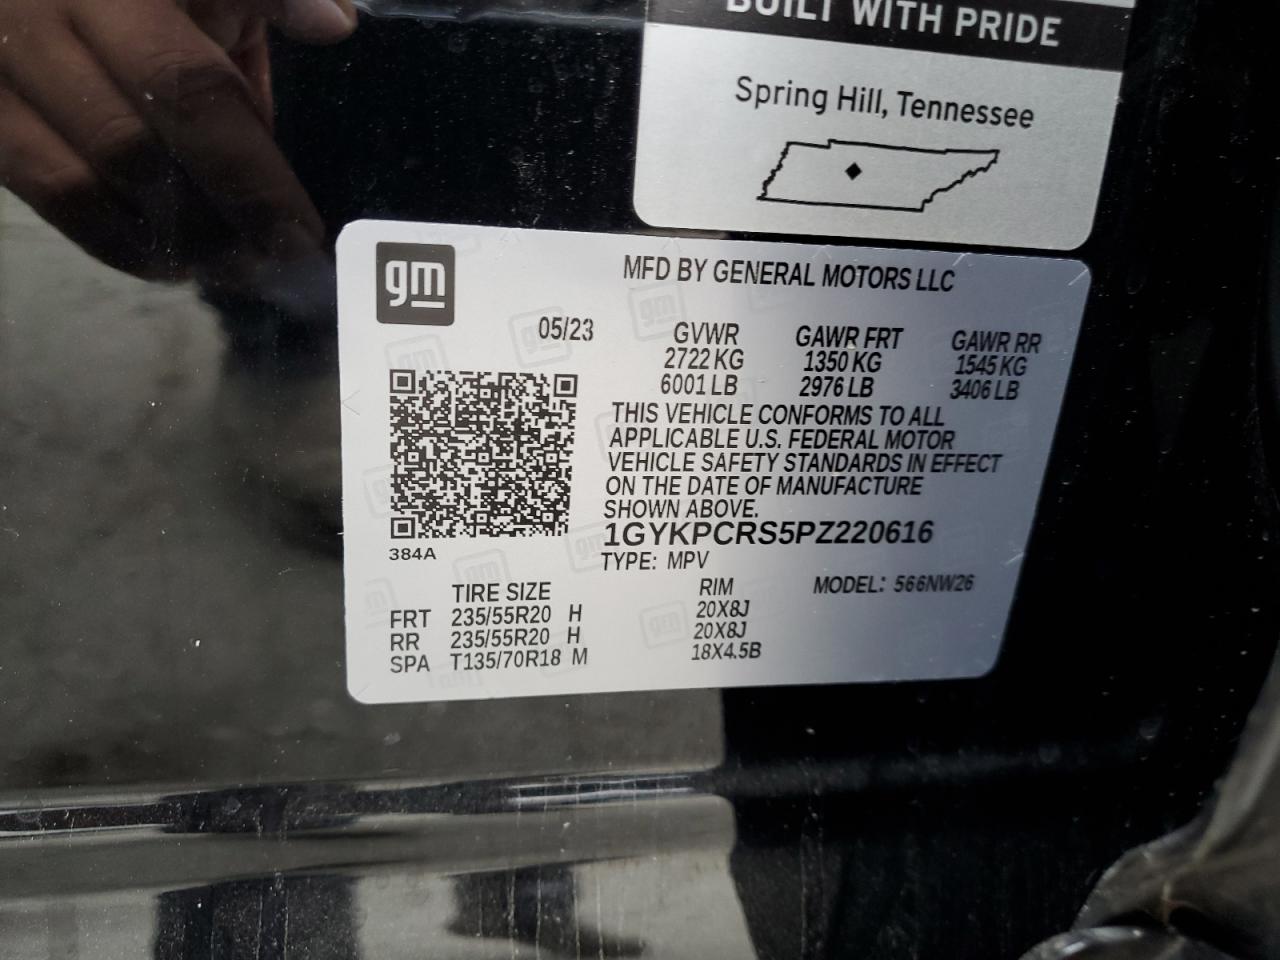 BUILT WITH PRIDE
Spring Hill, Tennessee
gm
MFD BY GENERAL MOTORS LLC
05/23 GVWR GAWR FRT GAWR RR
2722 KG 1350 KG 1545 KG
6001 LB 2976 LB 3406 LB
THIS VEHICLE CONFORMS TO ALL
APPLICABLE U.S. FEDERAL MOTOR
VEHICLE SAFETY STANDARDS IN EFFECT
ON THE DATE OF MANUFACTURE
SHOWN ABOVE.
1GYKPCRS5PZ220616
384A
TYPE: MPV
TIRE SIZE RIM MODEL: 566NW26
FRT 235/55R20 H 20X8J
RR 235/55R20 H 20X8J
SPA T135/70R18 M 18X4.5B